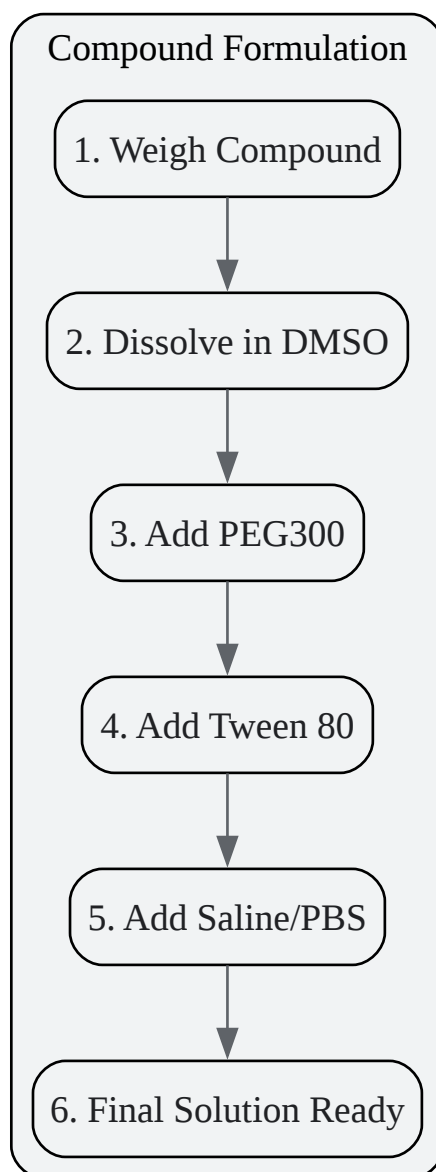 Compound Formulation
1. Weigh Compound
2. Dissolve in DMSO
3. Add PEG300
4. Add Tween 80
5. Add Saline/PBS
6. Final Solution Ready